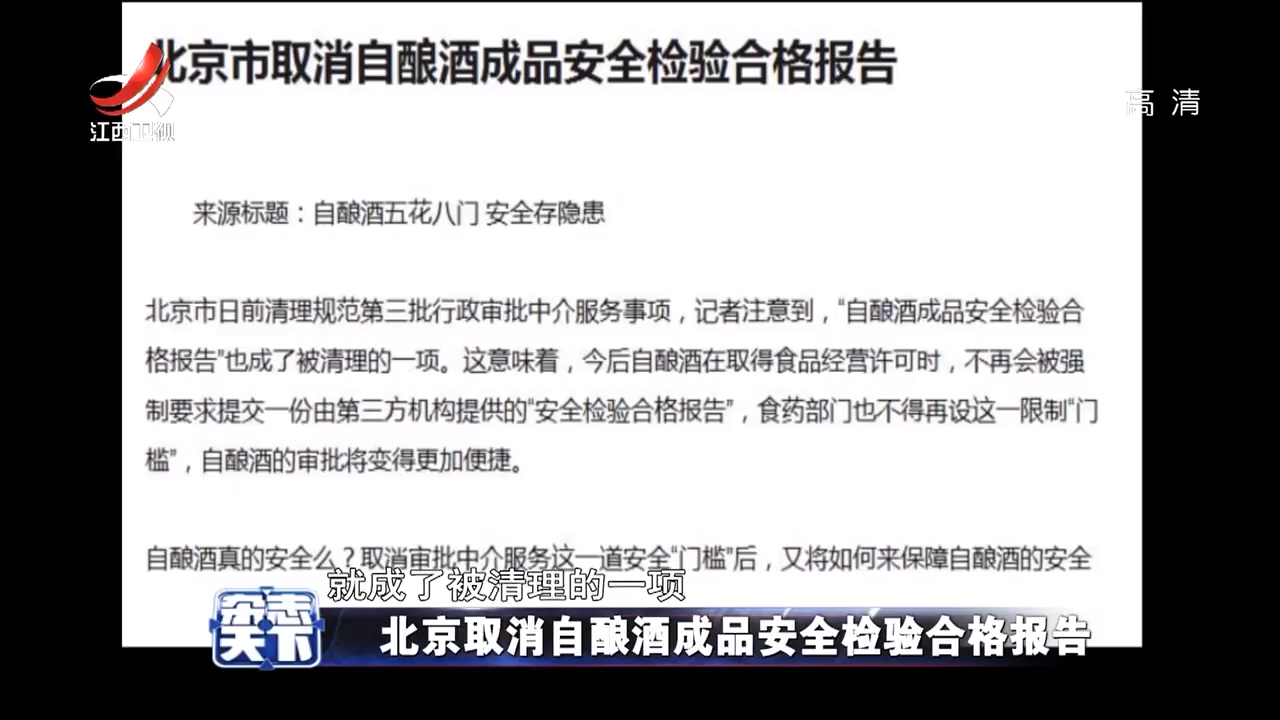 北京市取消自酿酒成品安全检验合格报告
江西卫视
高清
来源标题：自酿酒五花八门 安全存隐患
北京市日前清理规范第三批行政审批中介服务事项，记者注意到，“自酿酒成品安全检验合
格报告”也成了被清理的一项。这意味着，今后自酿酒在取得食品经营许可时，不再会被强
制要求提交一份由第三方机构提供的“安全检验合格报告”，食药部门也不得再设这一限制“门
槛”，自酿酒的审批将变得更加便捷。
自酿酒真的安全么？取消审批中介服务这一道安全“门槛”后，又将如何来保障自酿酒的安全
就成了被清理的一项
杂志
天下
北京取消自酿酒成品安全检验合格报告